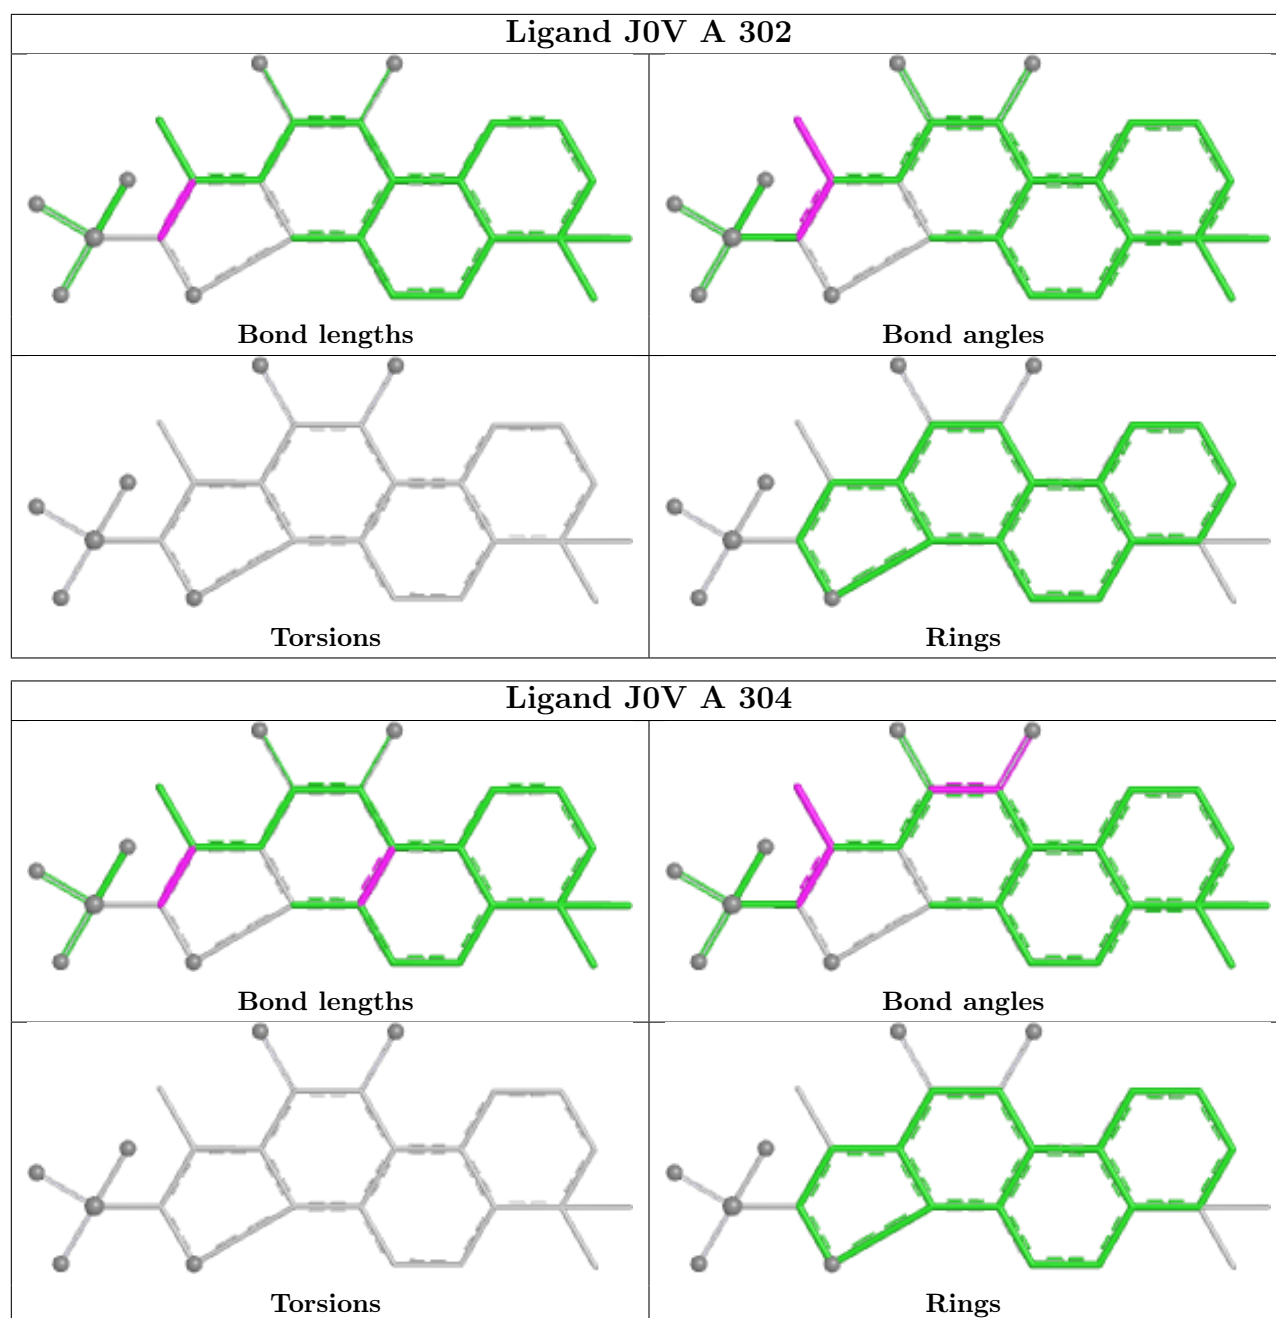 Ligand J0V A 302
Bond lengths
Bond angles
Torsions
Rings
Ligand J0V A 304
Bond lengths
Bond angles
Torsions
Rings